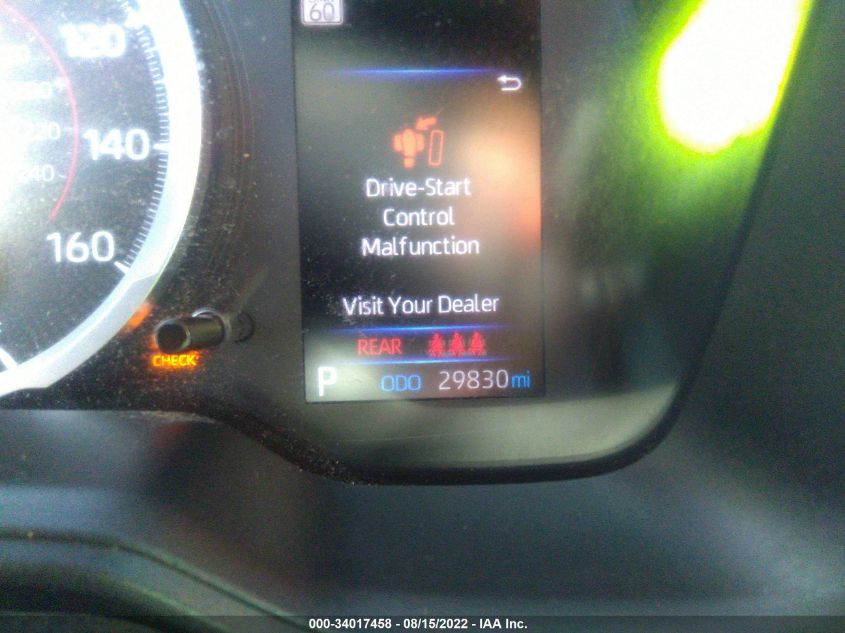 60
120
220
140
240
160
Drive-Start
Control
Malfunction
Visit Your Dealer
REAR
CHECK
P ODO 29830 mi
000-34017458 - 08/15/2022 - IAA Inc.